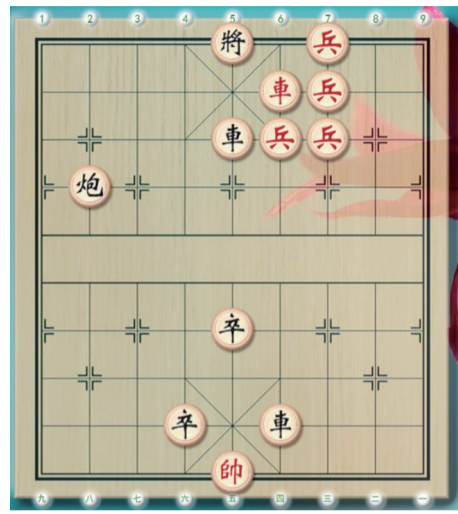 1 2 3 4 5 6 7 8 9
將 兵
車 兵
車 兵 兵
炮
卒
卒 車
帥
九 八 七 六 五 四 三 二 一